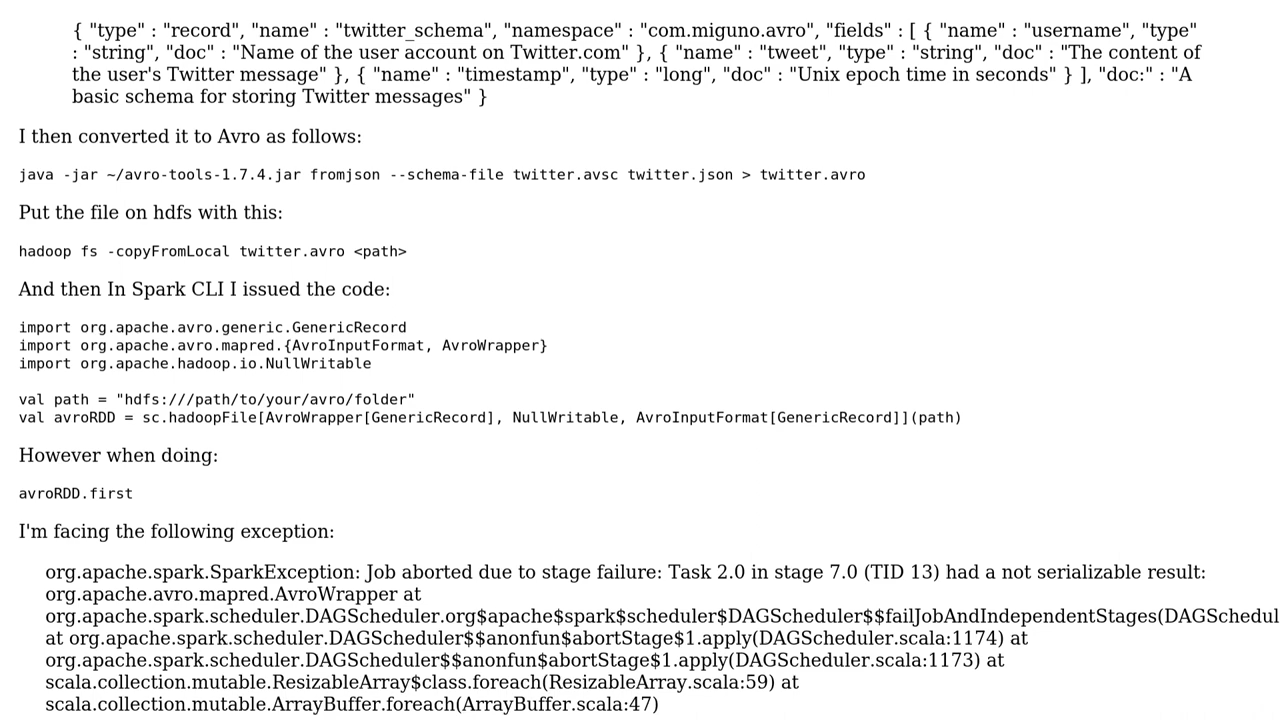 { "type" : "record", "name" : "twitter_schema", "namespace" : "com.miguno.avro", "fields" : [ { "name" : "username", "type"
: "string", "doc" : "Name of the user account on Twitter.com" }, { "name" : "tweet", "type" : "string", "doc" : "The content of
the user's Twitter message" }, { "name" : "timestamp", "type" : "long", "doc" : "Unix epoch time in seconds" } ], "doc:" : "A
basic schema for storing Twitter messages" }
I then converted it to Avro as follows:
java -jar ~/avro-tools-1.7.4.jar fromjson --schema-file twitter.avsc twitter.json > twitter.avro
Put the file on hdfs with this:
hadoop fs -copyFromLocal twitter.avro <path>
And then In Spark CLI I issued the code:
import org.apache.avro.generic.GenericRecord
import org.apache.avro.mapred.{AvroInputFormat, AvroWrapper}
import org.apache.hadoop.io.NullWritable
val path = "hdfs:///path/to/your/avro/folder"
val avroRDD = sc.hadoopFile[AvroWrapper[GenericRecord], NullWritable, AvroInputFormat[GenericRecord]](path)
However when doing:
avroRDD.first
I'm facing the following exception:
org.apache.spark.SparkException: Job aborted due to stage failure: Task 2.0 in stage 7.0 (TID 13) had a not serializable result:
org.apache.avro.mapred.AvroWrapper at
org.apache.spark.scheduler.DAGScheduler.org$apache$spark$scheduler$DAGScheduler$$failJobAndIndependentStages(DAGSchedul
at org.apache.spark.scheduler.DAGScheduler$$anonfun$abortStage$1.apply(DAGScheduler.scala:1174) at
org.apache.spark.scheduler.DAGScheduler$$anonfun$abortStage$1.apply(DAGScheduler.scala:1173) at
scala.collection.mutable.ResizableArray$class.foreach(ResizableArray.scala:59) at
scala.collection.mutable.ArrayBuffer.foreach(ArrayBuffer.scala:47)